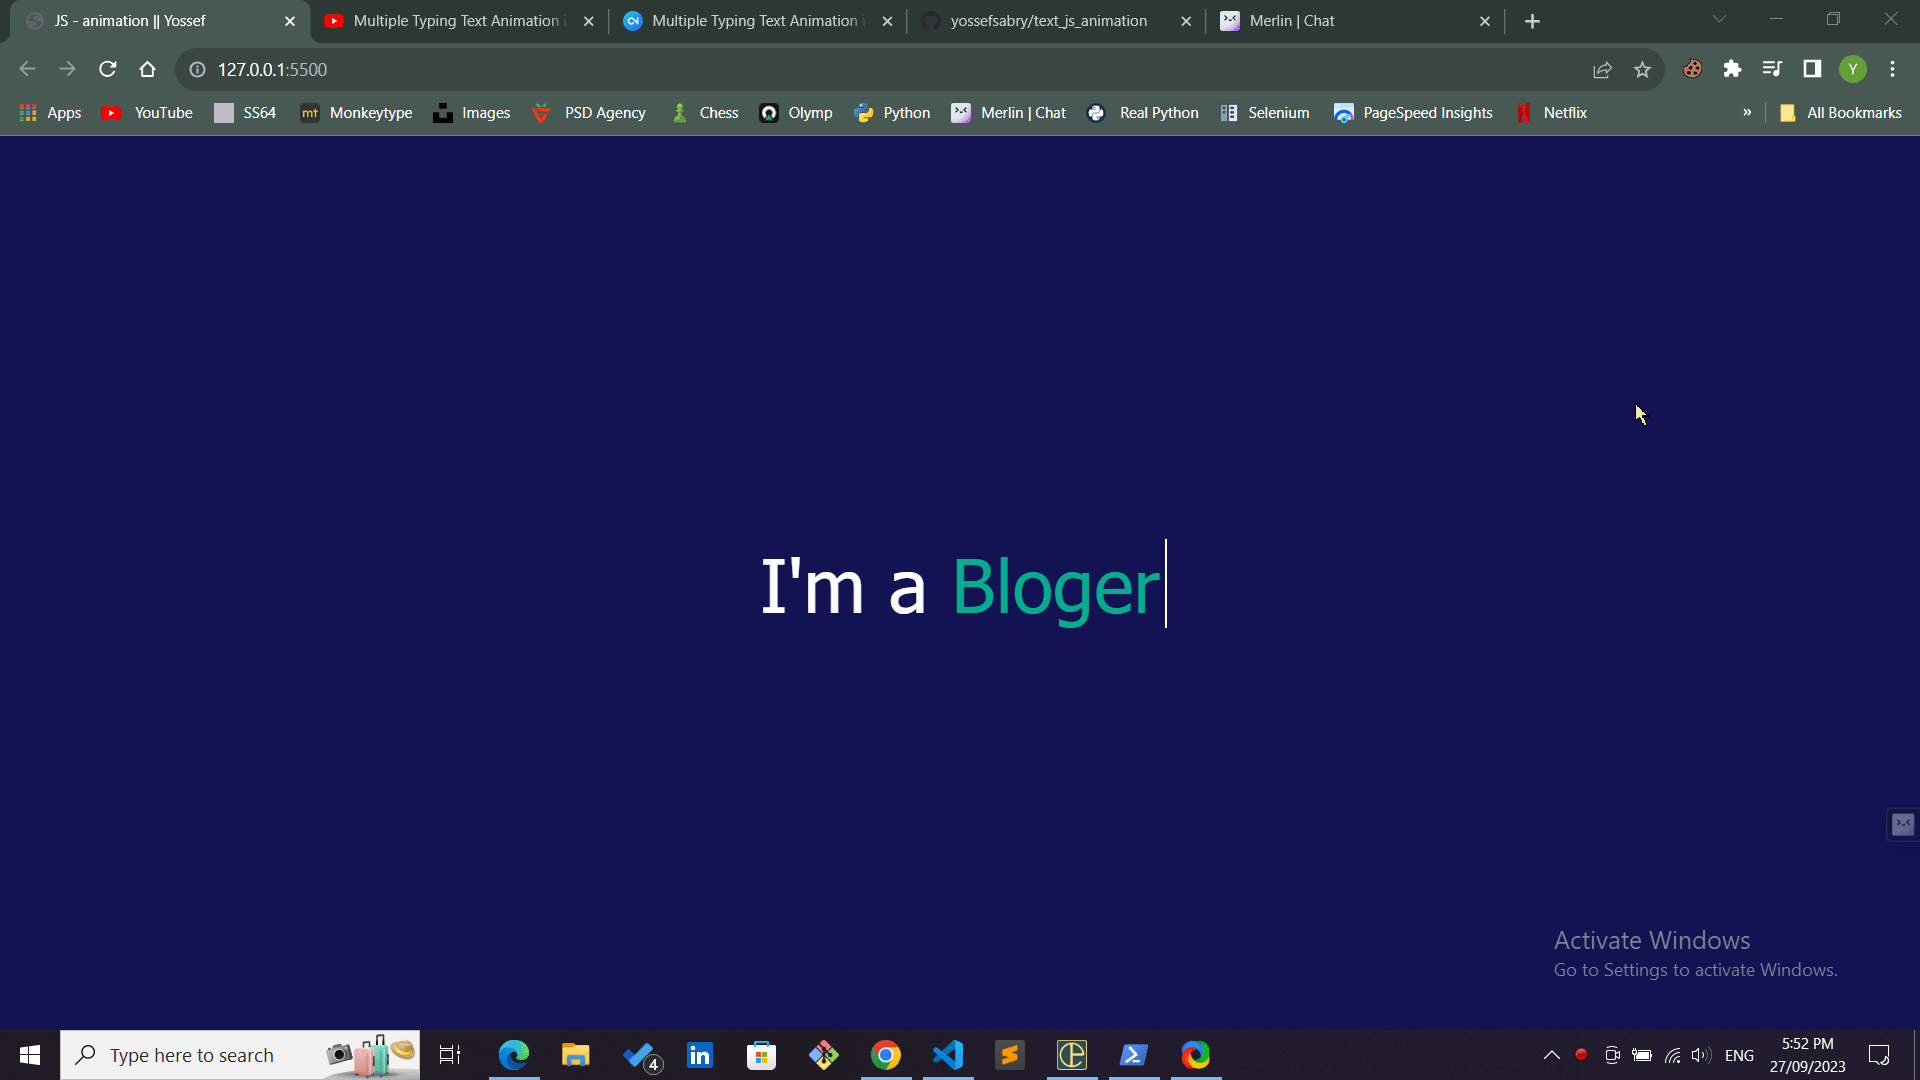 JS - animation || Yossef
Multiple Typing Text Animation i
Multiple Typing Text Animation i
yossefsabry/text_js_animation
Merlin | Chat
127.0.0.1:5500
Y
Apps
YouTube
SS64
mt Monkeytype
Images
PSD Agency
Chess
Olymp
Python
Merlin | Chat
Real Python
Selenium
PageSpeed Insights
Netflix
» All Bookmarks
I'm a Bloger
Activate Windows
Go to Settings to activate Windows.
Type here to search
4
in
ENG
5:52 PM
27/09/2023